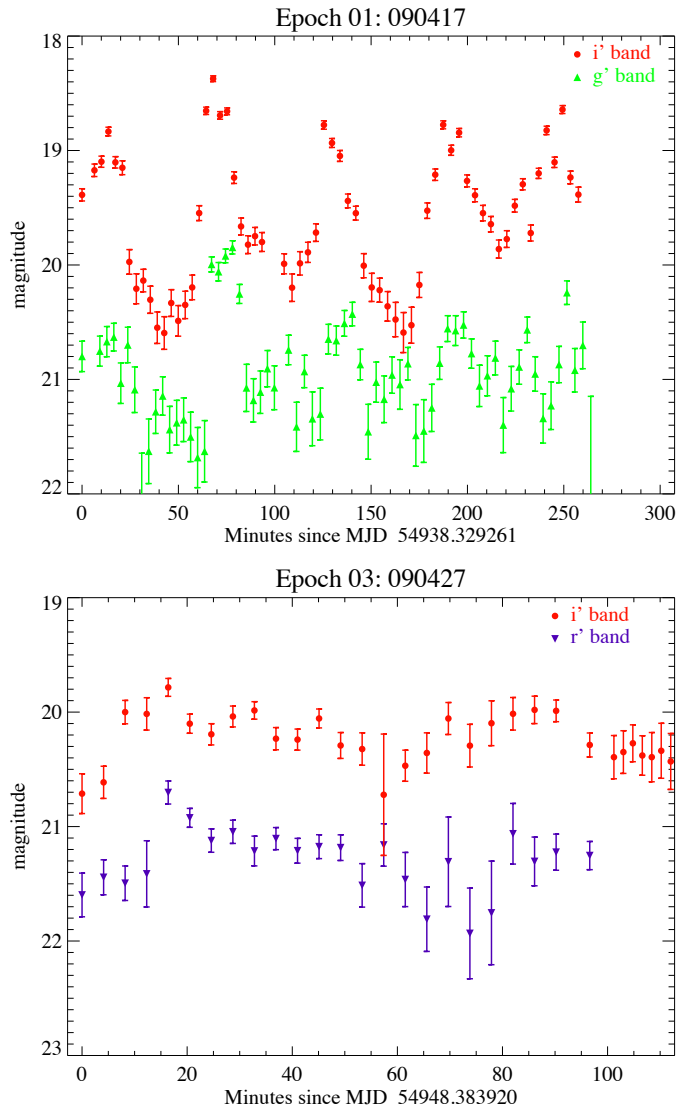 Epoch 01: 090417
18
i' band
g' band
19
20
21
22
magnitude
0
50
100
150
200
250
300
Minutes since MJD 54938.329261
Epoch 03: 090427
19
i' band
r' band
20
21
22
23
magnitude
0
20
40
60
80
100
Minutes since MJD 54948.383920